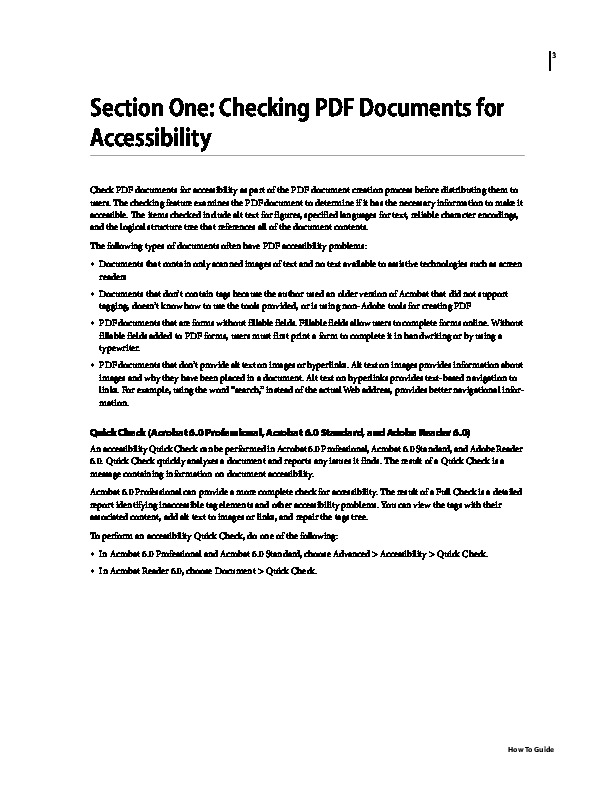 3
Section One: Checking PDF Documents for
Accessibility
Check PDF documents for accessibility as part of the PDF document creation process before distributing them to
users. The checking feature examines the PDF document to determine if it has the necessary information to make it
accessible. The items checked include alt text for figures, specified languages for text, reliable character encodings,
and the logical structure tree that references all of the document contents.
The following types of documents often have PDF accessibility problems:
• Documents that contain only scanned images of text and no text available to assistive technologies such as screen
readers
• Documents that don't contain tags because the author used an older version of Acrobat that did not support
tagging, doesn't know how to use the tools provided, or is using non-Adobe tools for creating PDF
• PDF documents that are forms without fillable fields. Fillable fields allow users to complete forms online. Without
fillable fields added to PDF forms, users must first print a form to complete it in handwriting or by using a
typewriter.
• PDF documents that don't provide alt text on images or hyperlinks. Alt text on images provides information about
images and why they have been placed in a document. Alt text on hyperlinks provides text-based navigation to
links. For example, using the word "search," instead of the actual Web address, provides better navigational infor-
mation.
Quick Check (Acrobat 6.0 Professional, Acrobat 6.0 Standard, and Adobe Reader 6.0)
An accessibility Quick Check can be performed in Acrobat 6.0 Professional, Acrobat 6.0 Standard, and Adobe Reader
6.0. Quick Check quickly analyzes a document and reports any issues it finds. The result of a Quick Check is a
message containing information on document accessibility.
Acrobat 6.0 Professional can provide a more complete check for accessibility. The result of a Full Check is a detailed
report identifying inaccessible tag elements and other accessibility problems. You can view the tags with their
associated content, add alt text to images or links, and repair the tags tree.
To perform an accessibility Quick Check, do one of the following:
• In Acrobat 6.0 Professional and Acrobat 6.0 Standard, choose Advanced > Accessibility > Quick Check.
• In Acrobat Reader 6.0, choose Document > Quick Check.
How To Guide